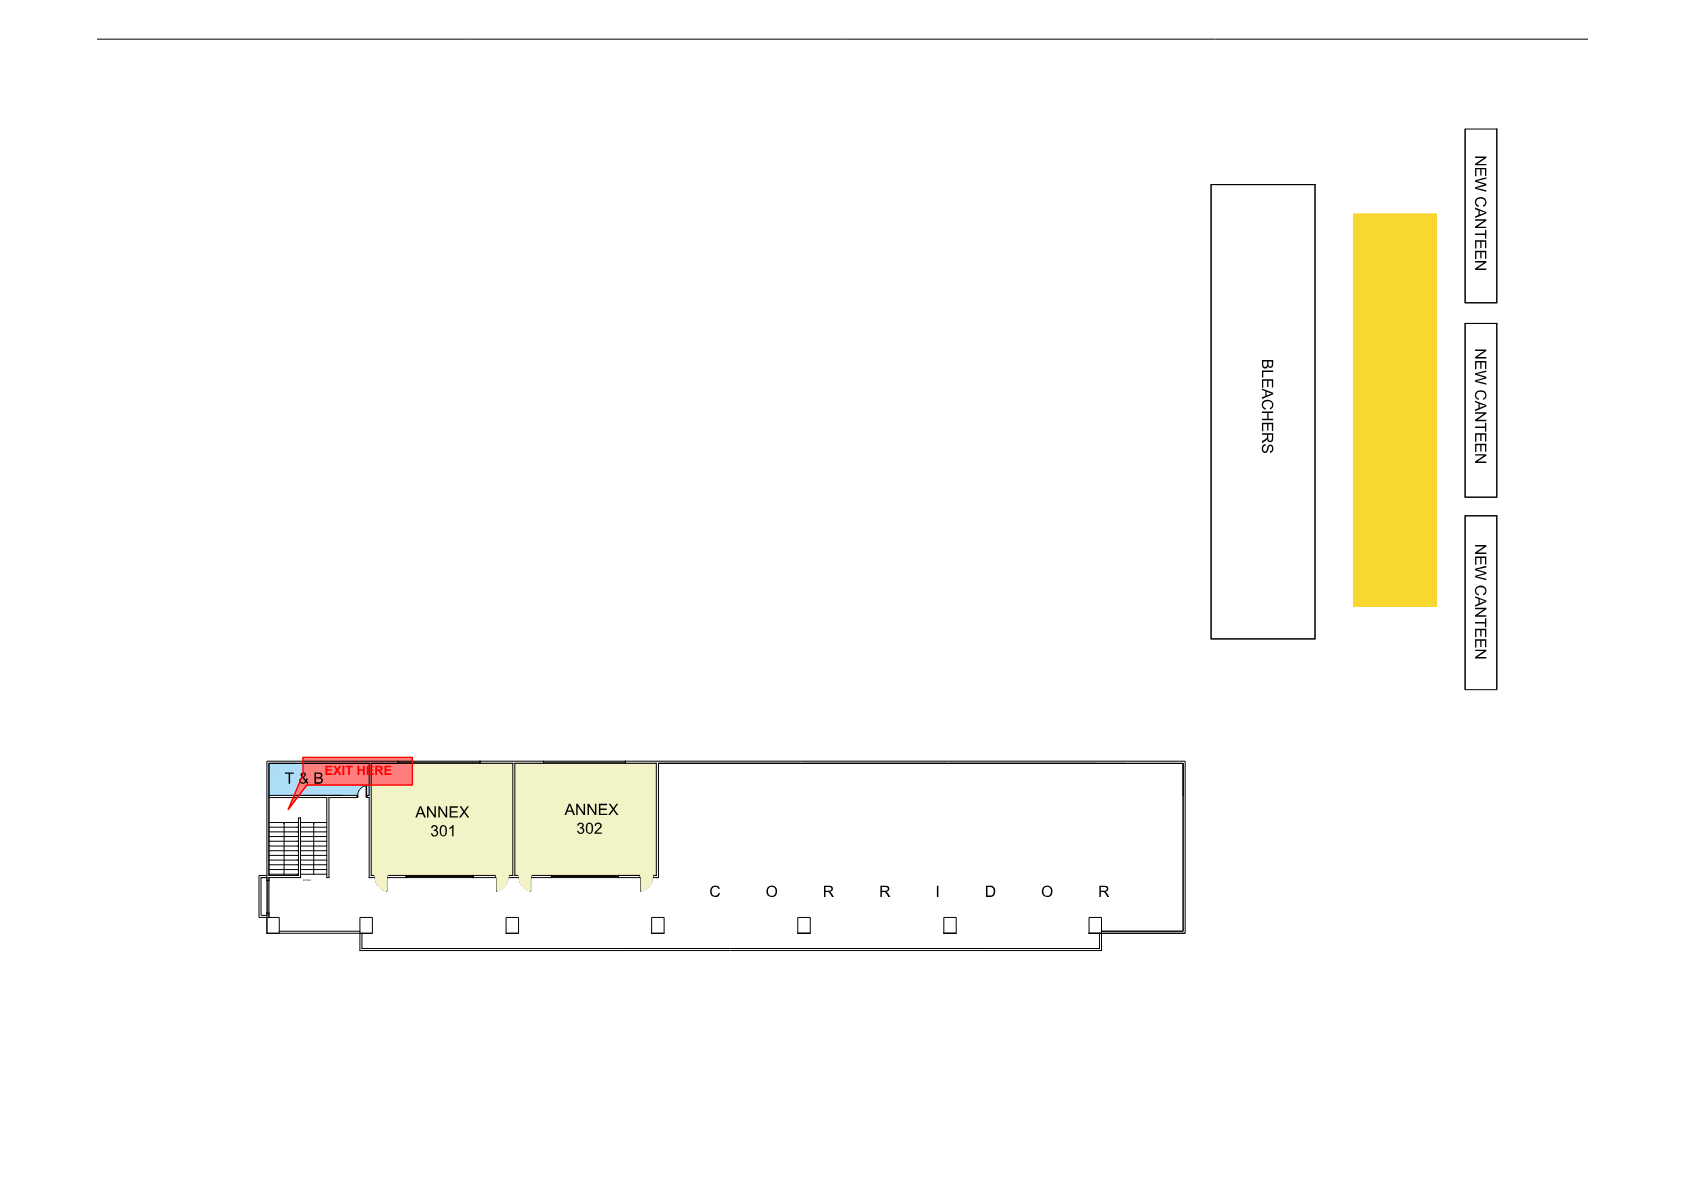 NEW CANTEEN
NEW CANTEEN
BLEACHERS
NEW CANTEEN
T & B
EXIT HERE
ANNEX
301
ANNEX
302
C O R R I D O R